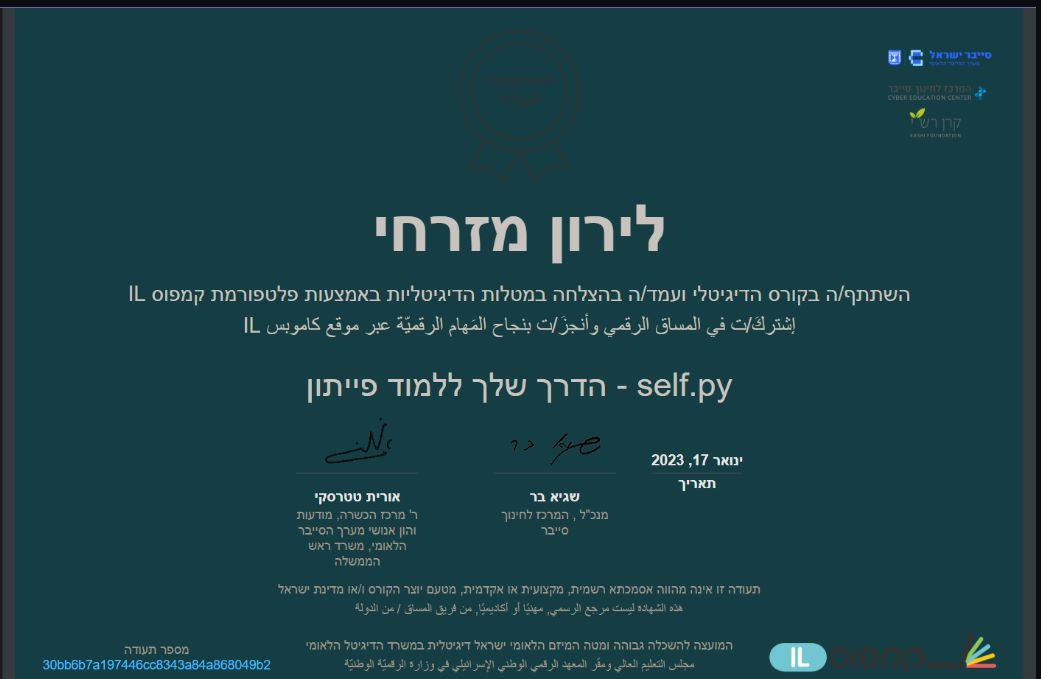 סייבר ישראל
מערך הסייבר הלאומי
המרכז לחינוך סייבר
CYBER EDUCATION CENTER
קרן רש"י
RASHI FOUNDATION
לירון מזרחי
השתתף/ה בקורס הדיגיטלי ועמד/ה בהצלחה במטלות הדיגיטליות באמצעות פלטפורמת קמפוס IL
إشتركَ/ت في المساق الرقمي وأنجزَ/ت بنجاح المَهام الرقميّة عبر موقع كامبوس IL
self.py - הדרך שלך ללמוד פייתון
ינואר 17, 2023
תאריך
שגיא בר
מנכ"ל , המרכז לחינוך
סייבר
אורית טטרסקי
ר' מרכז הכשרה, מודעות
והון אנושי מערך הסייבר
הלאומי, משרד ראש
הממשלה
תעודה זו אינה מהווה אסמכתא רשמית, מקצועית או אקדמית, מטעם יוצר הקורס ו/או מדינת ישראל
هذه الشهادة ليست مرجع الرسمي, مهنيًا أو أكاديميًا, من فريق المساق / من الدولة
המועצה להשכלה גבוהה ומטה המיזם הלאומי ישראל דיגיטלית במשרד הדיגיטל הלאומי
مجلس التعليم العالي ومقّر المعهد الرقمي الوطني الإسرائيلي في وزارة الرقميّة الوطنيّة
קמפוס IL
מספר תעודה
30bb6b7a197446cc8343a84a868049b2